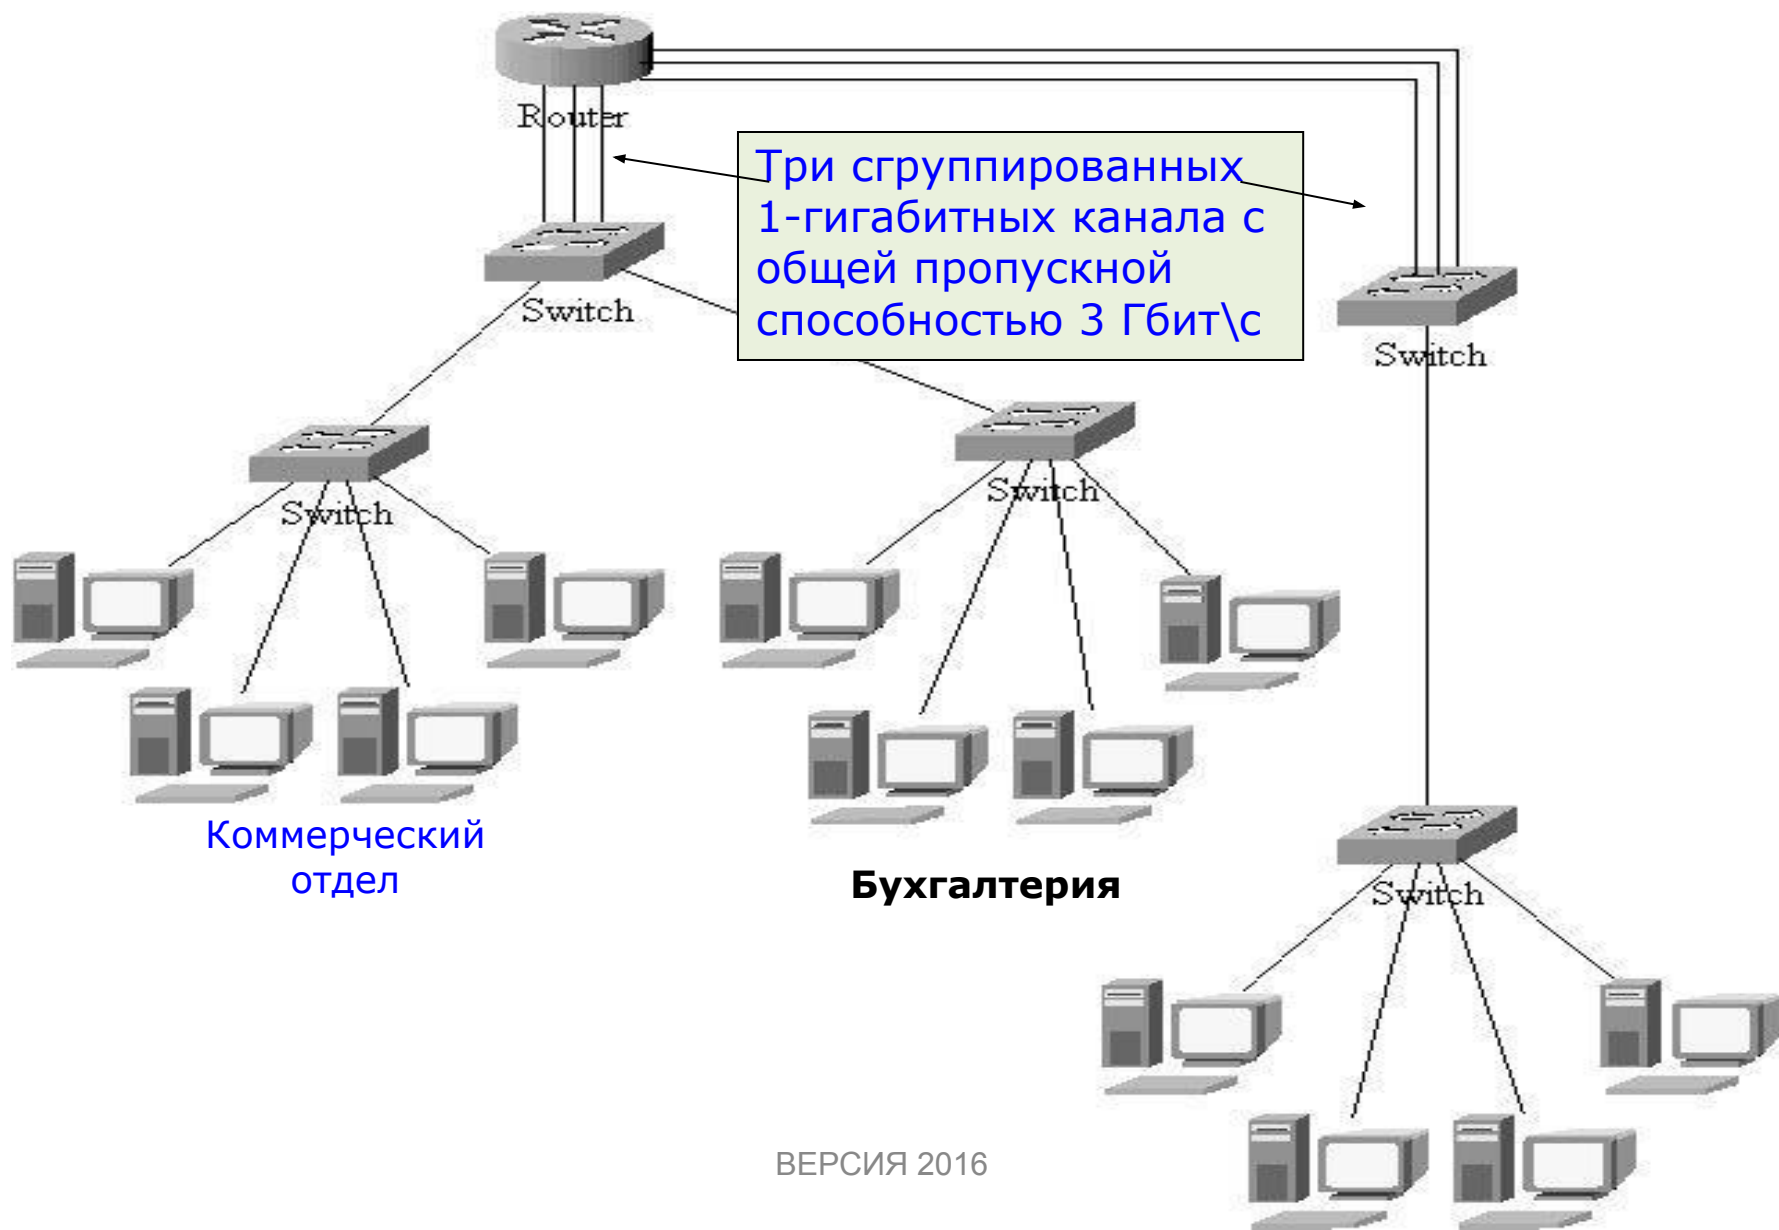 Router
Три сгруппированных
1-гигабитных канала с
общей пропускной
способностью 3 Гбит\с
Switch
Switch
Switch
Switch
Коммерческий
отдел
Бухгалтерия
Switch
ВЕРСИЯ 2016